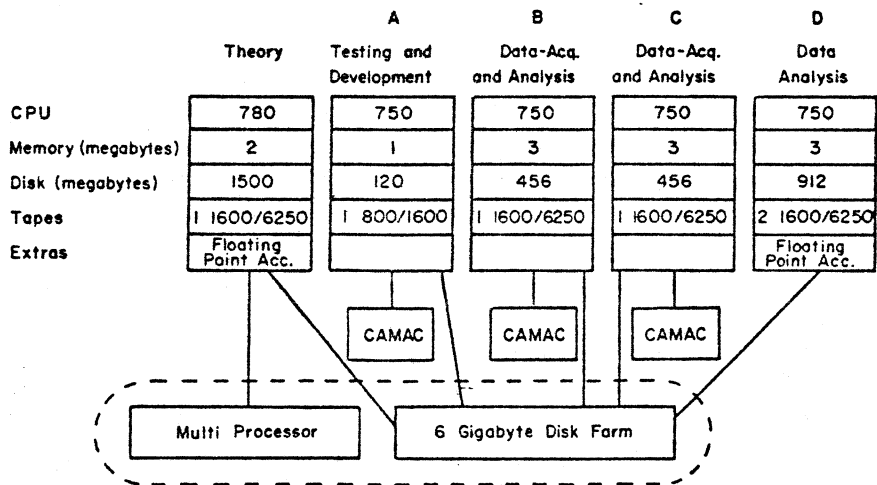 A B C D
Theory Testing and Data-Acq. Data-Acq. Data
Development and Analysis and Analysis Analysis
CPU 780 750 750 750 750
Memory (megabytes) 2 1 3 3 3
Disk (megabytes) 1500 120 456 456 912
Tapes 1 1600/6250 1 800/1600 1 1600/6250 1 1600/6250 2 1600/6250
Extras Floating Floating
Point Acc. Point Acc.
CAMAC CAMAC CAMAC
Multi Processor 6 Gigabyte Disk Farm